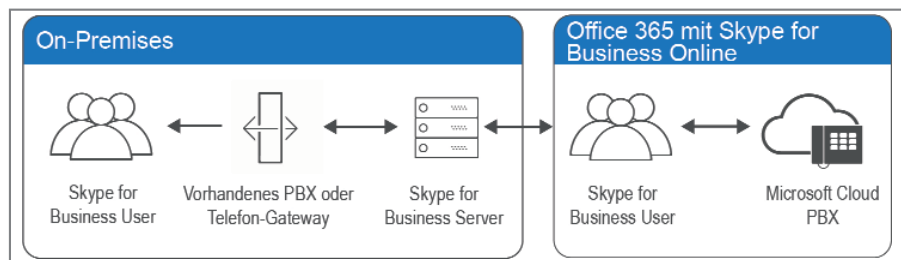 On-Premises
Office 365 mit Skype for
Business Online
Skype for
Business User
Vorhandenes PBX oder
Telefon-Gateway
Skype for
Business Server
Skype for
Business User
Microsoft Cloud
PBX